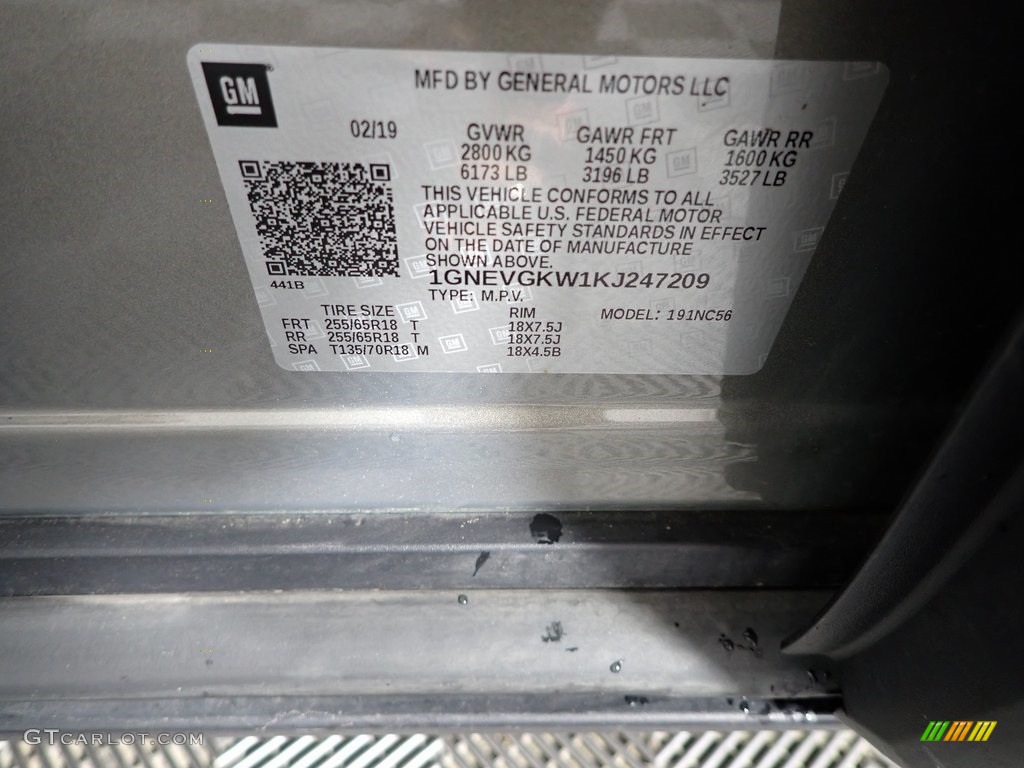 GM
MFD BY GENERAL MOTORS LLC
02/19 GVWR GAWR FRT GAWR RR
2800 KG 1450 KG 1600 KG
6173 LB 3196 LB 3527 LB
THIS VEHICLE CONFORMS TO ALL
APPLICABLE U.S. FEDERAL MOTOR
VEHICLE SAFETY STANDARDS IN EFFECT
ON THE DATE OF MANUFACTURE
SHOWN ABOVE.
441B
1GNEVGKW1KJ247209
TYPE: M.P.V.
TIRE SIZE RIM MODEL: 191NC56
FRT 255/65R18 T 18X7.5J
RR 255/65R18 T 18X7.5J
SPA T135/70R18 M 18X4.5B
GTCARLOT.COM